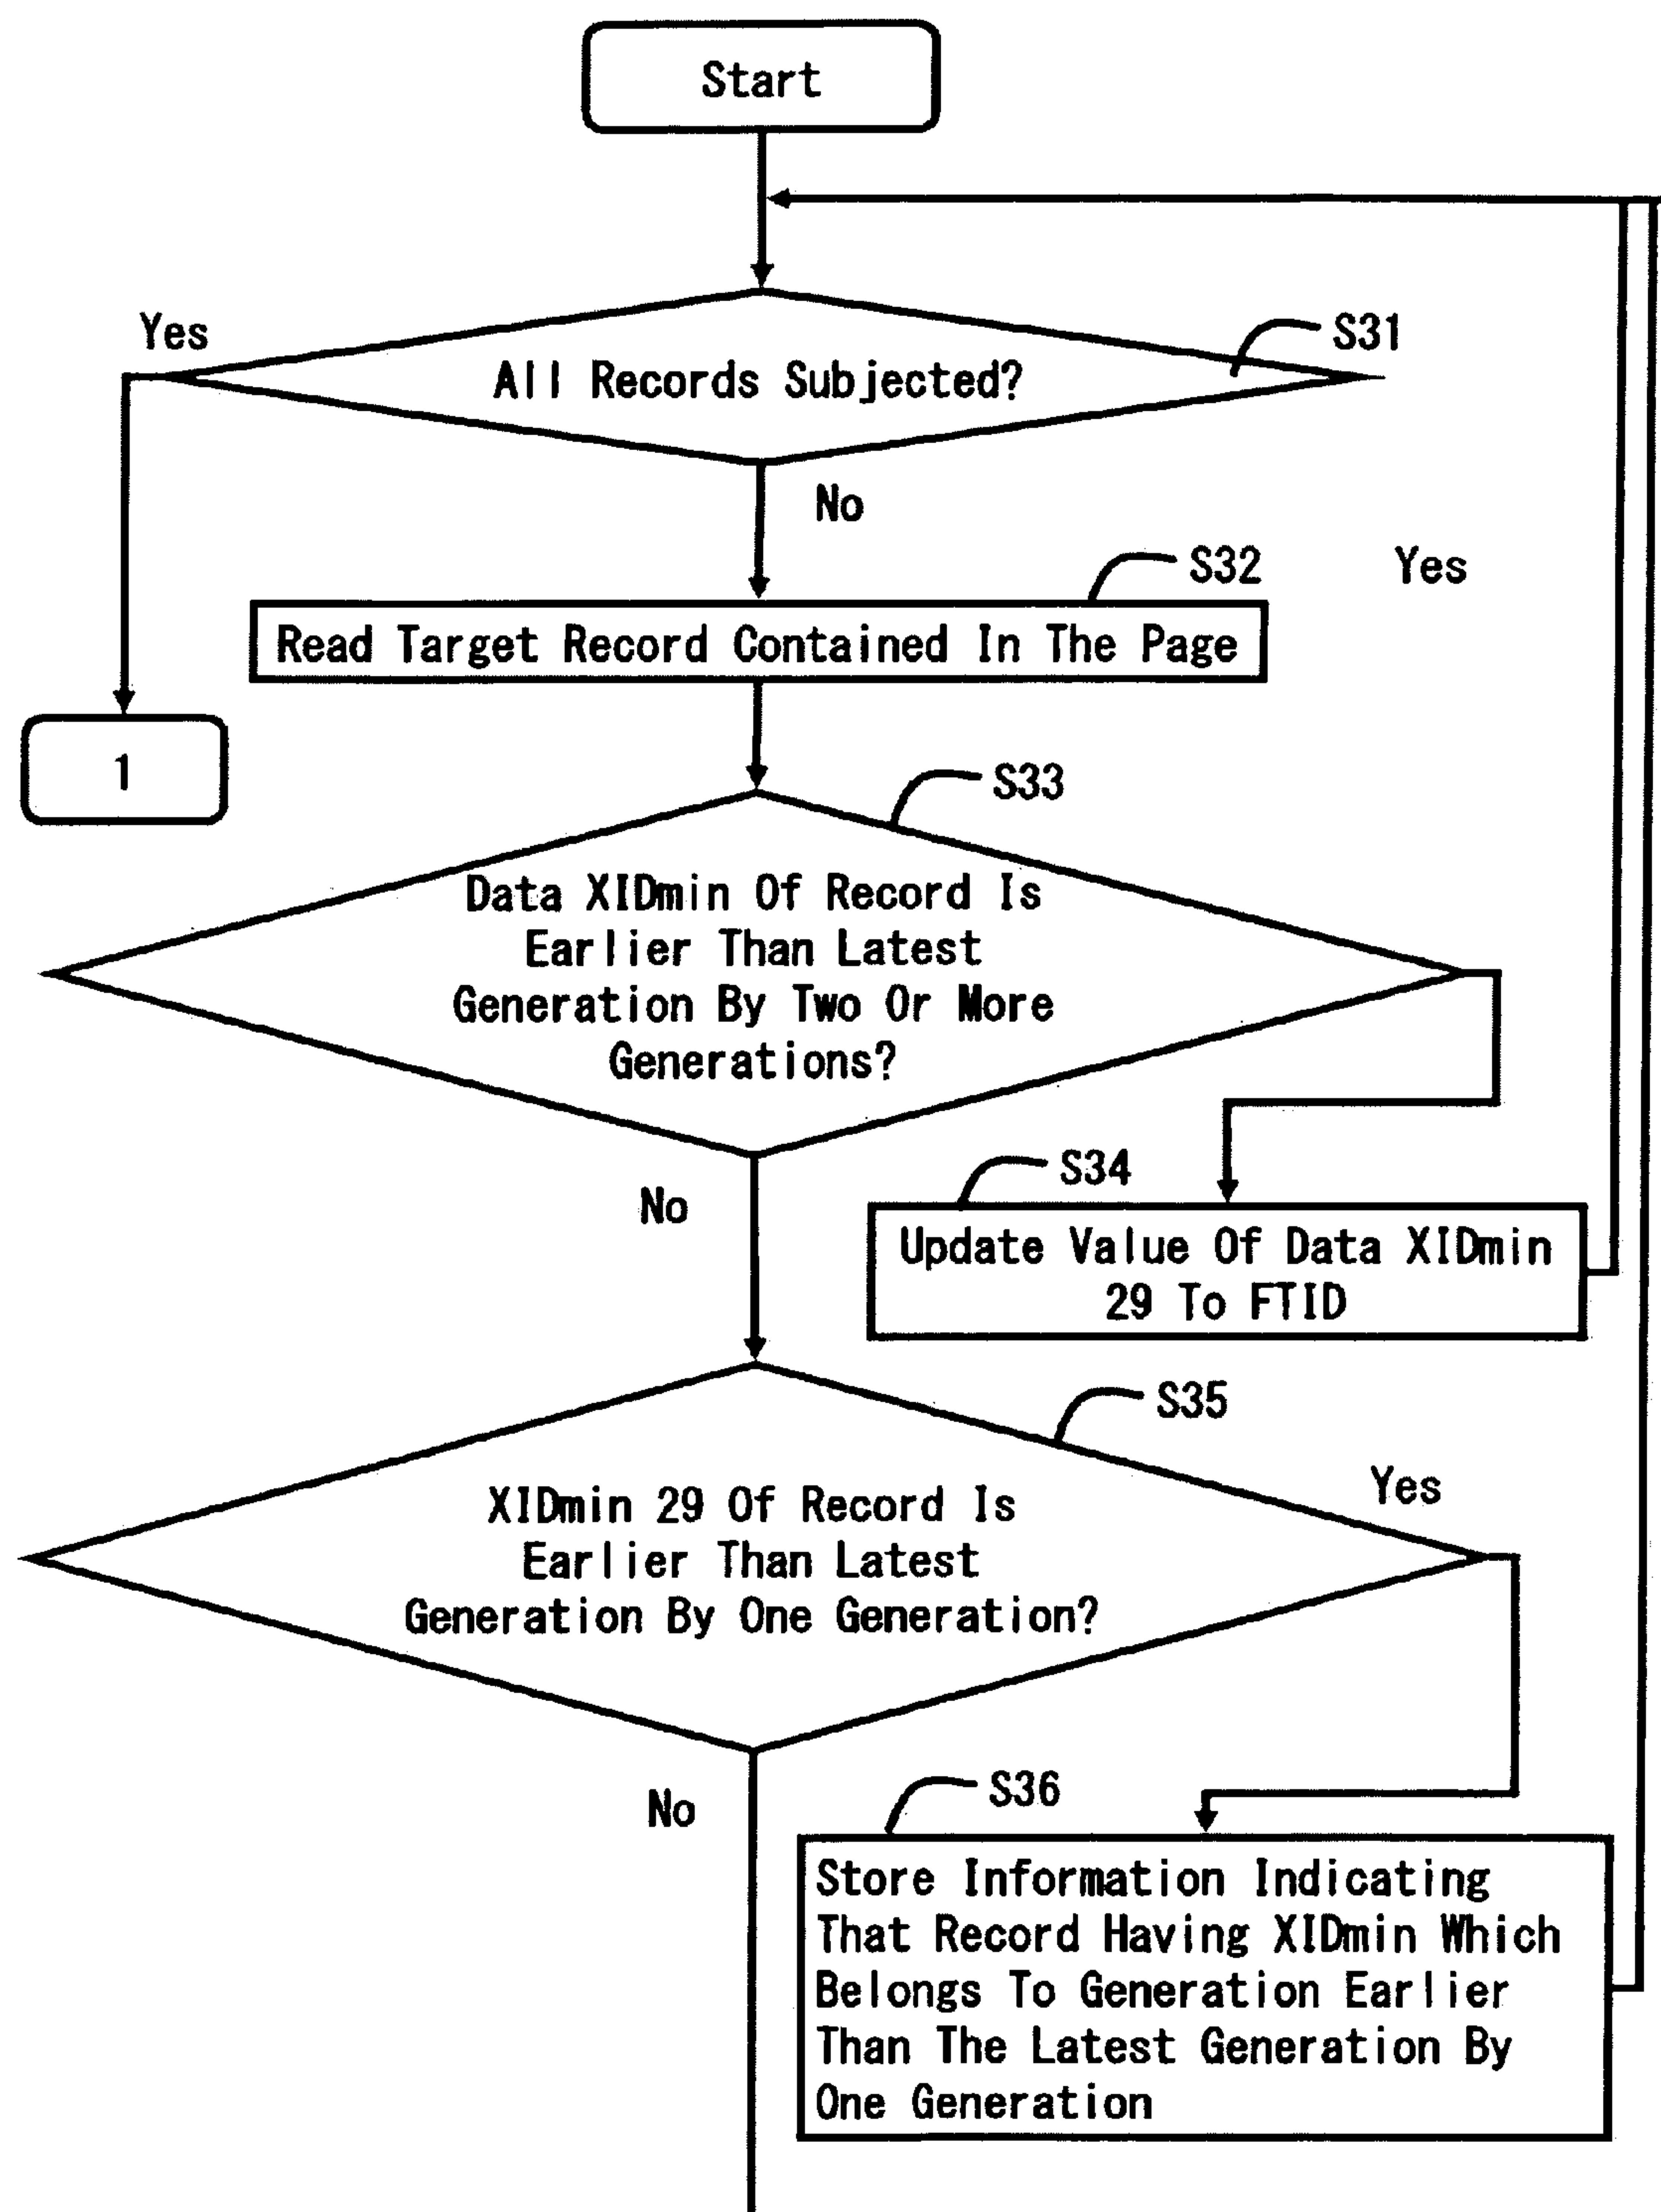 Start
Yes
S31
All Records Subjected?
No
S32
Yes
Read Target Record Contained In The Page
1
S33
Data XIDmin Of Record Is
Earlier Than Latest
Generation By Two Or More
Generations?
No
S34
Update Value Of Data XIDmin
29 To FTID
S35
Yes
XIDmin 29 Of Record Is
Earlier Than Latest
Generation By One Generation?
No
S36
Store Information Indicating
That Record Having XIDmin Which
Belongs To Generation Earlier
Than The Latest Generation By
One Generation